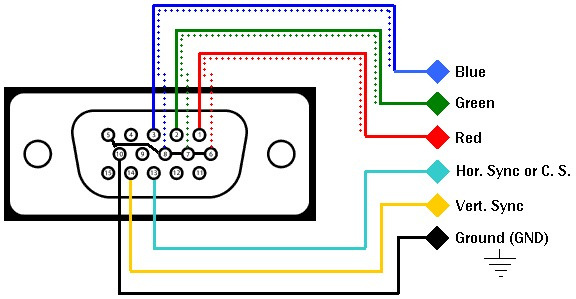 Blue
Green
Red
Hor. Sync or C. S.
Vert. Sync
Ground (GND)
5 4 3 2 1
10 9 8 7 6
15 14 13 12 11